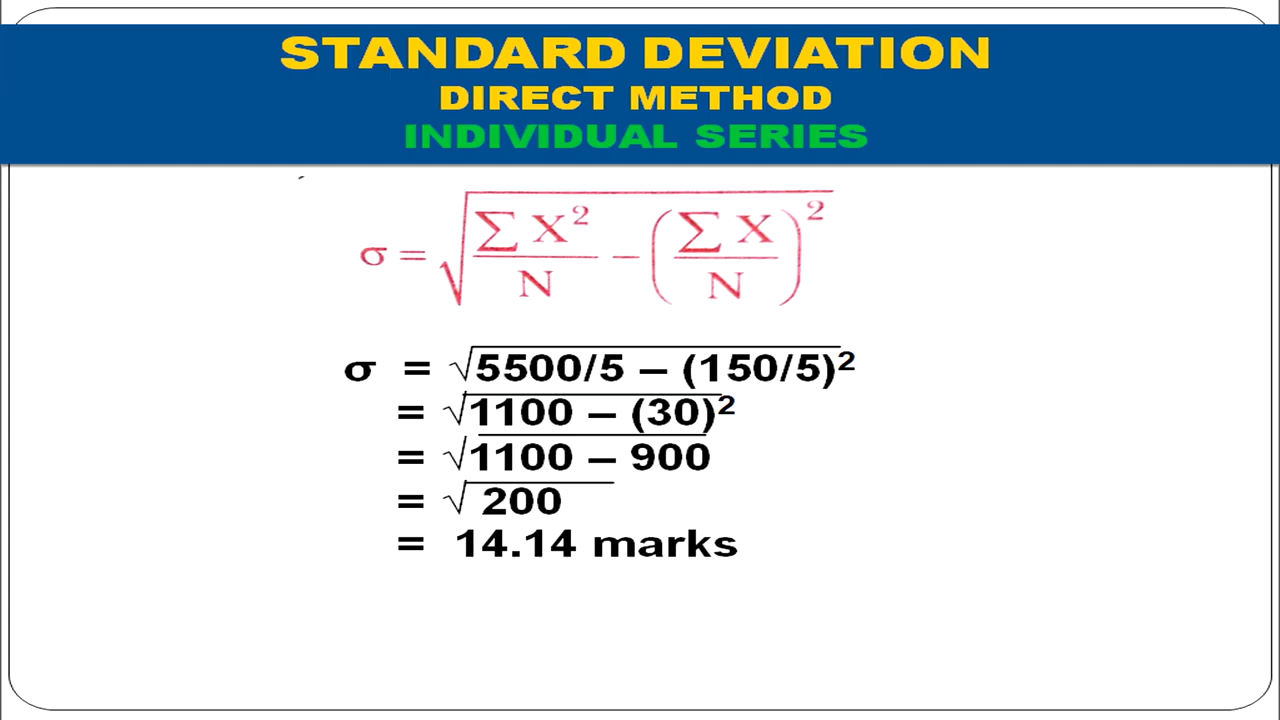 STANDARD DEVIATION
DIRECT METHOD
INDIVIDUAL SERIES
σ = √(∑X²/N − (∑X/N)²)
σ = √5500/5 – (150/5)²
= √1100 – (30)²
= √1100 – 900
= √ 200
= 14.14 marks